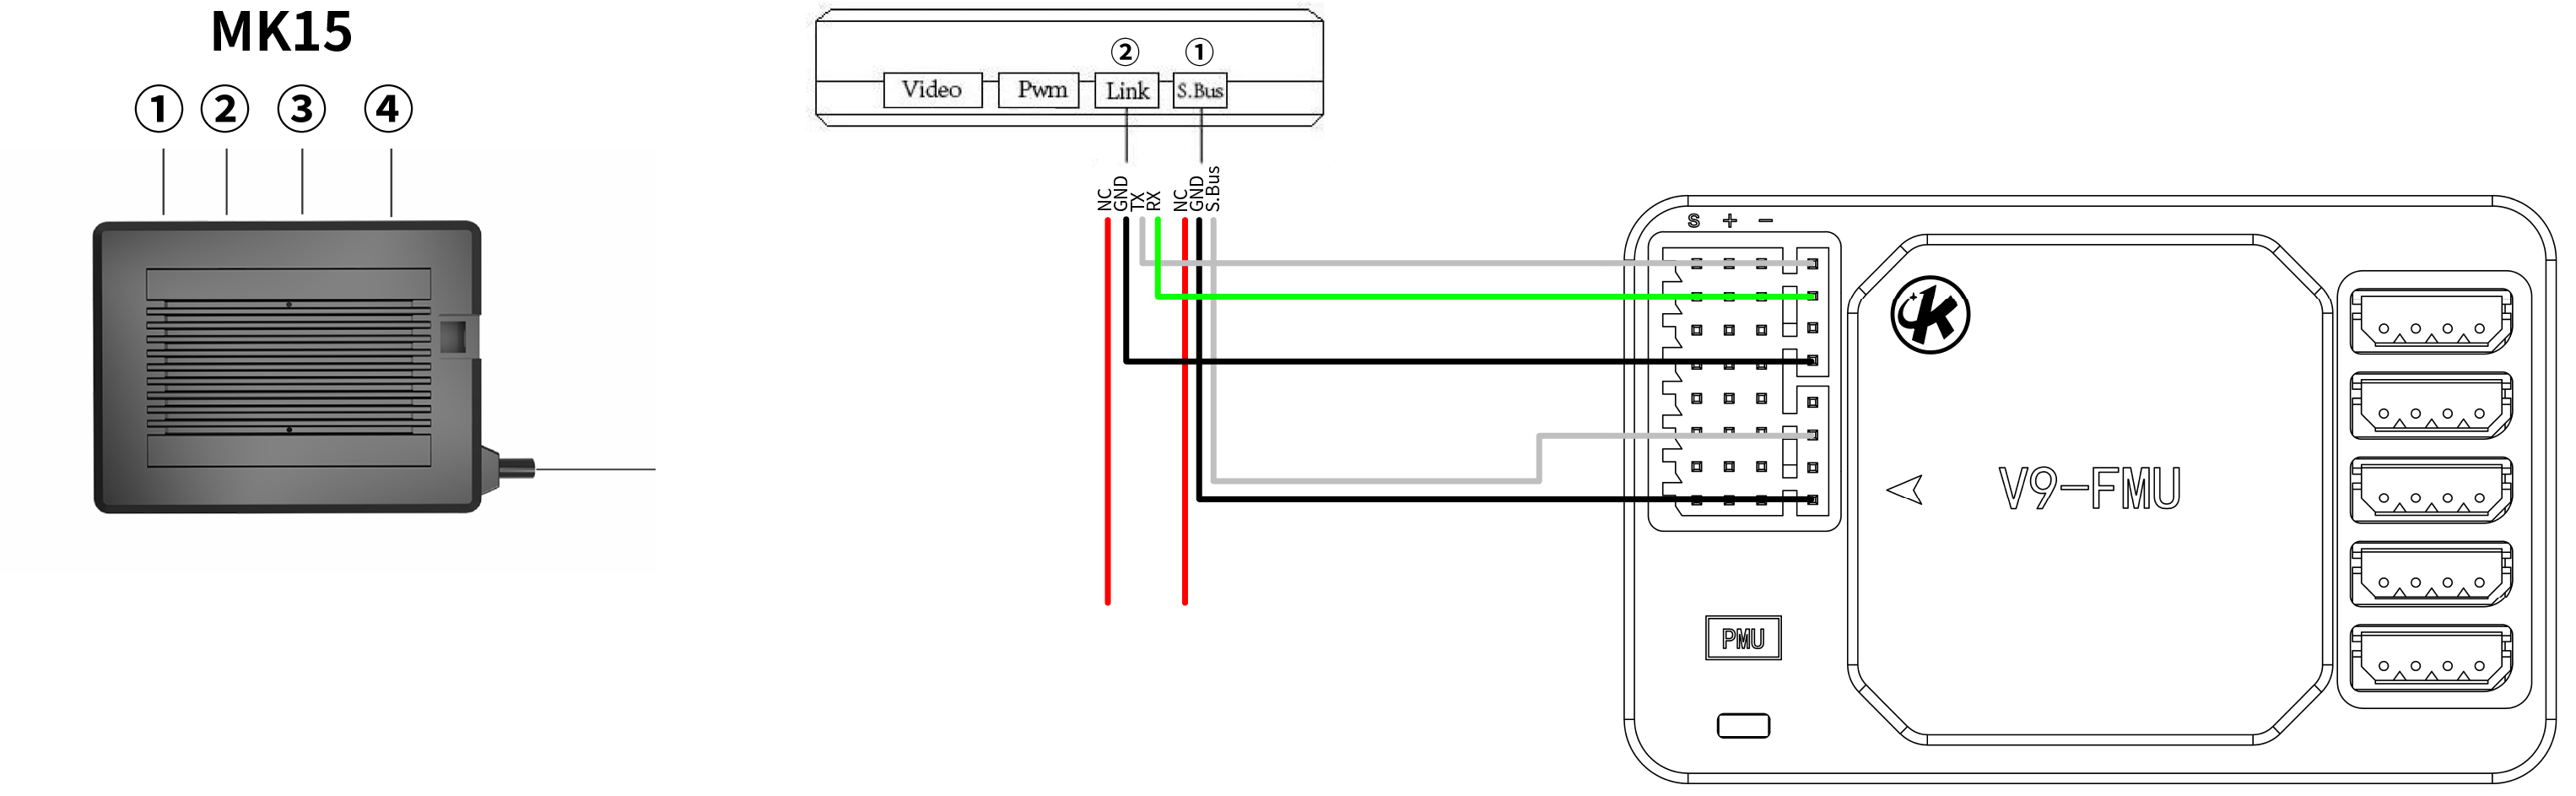 MK15
① ② ③ ④
② ①
Video Pwm Link S.Bus
NC GND TX RX NC GND S.Bus
S + −
V9-FMU
PMU